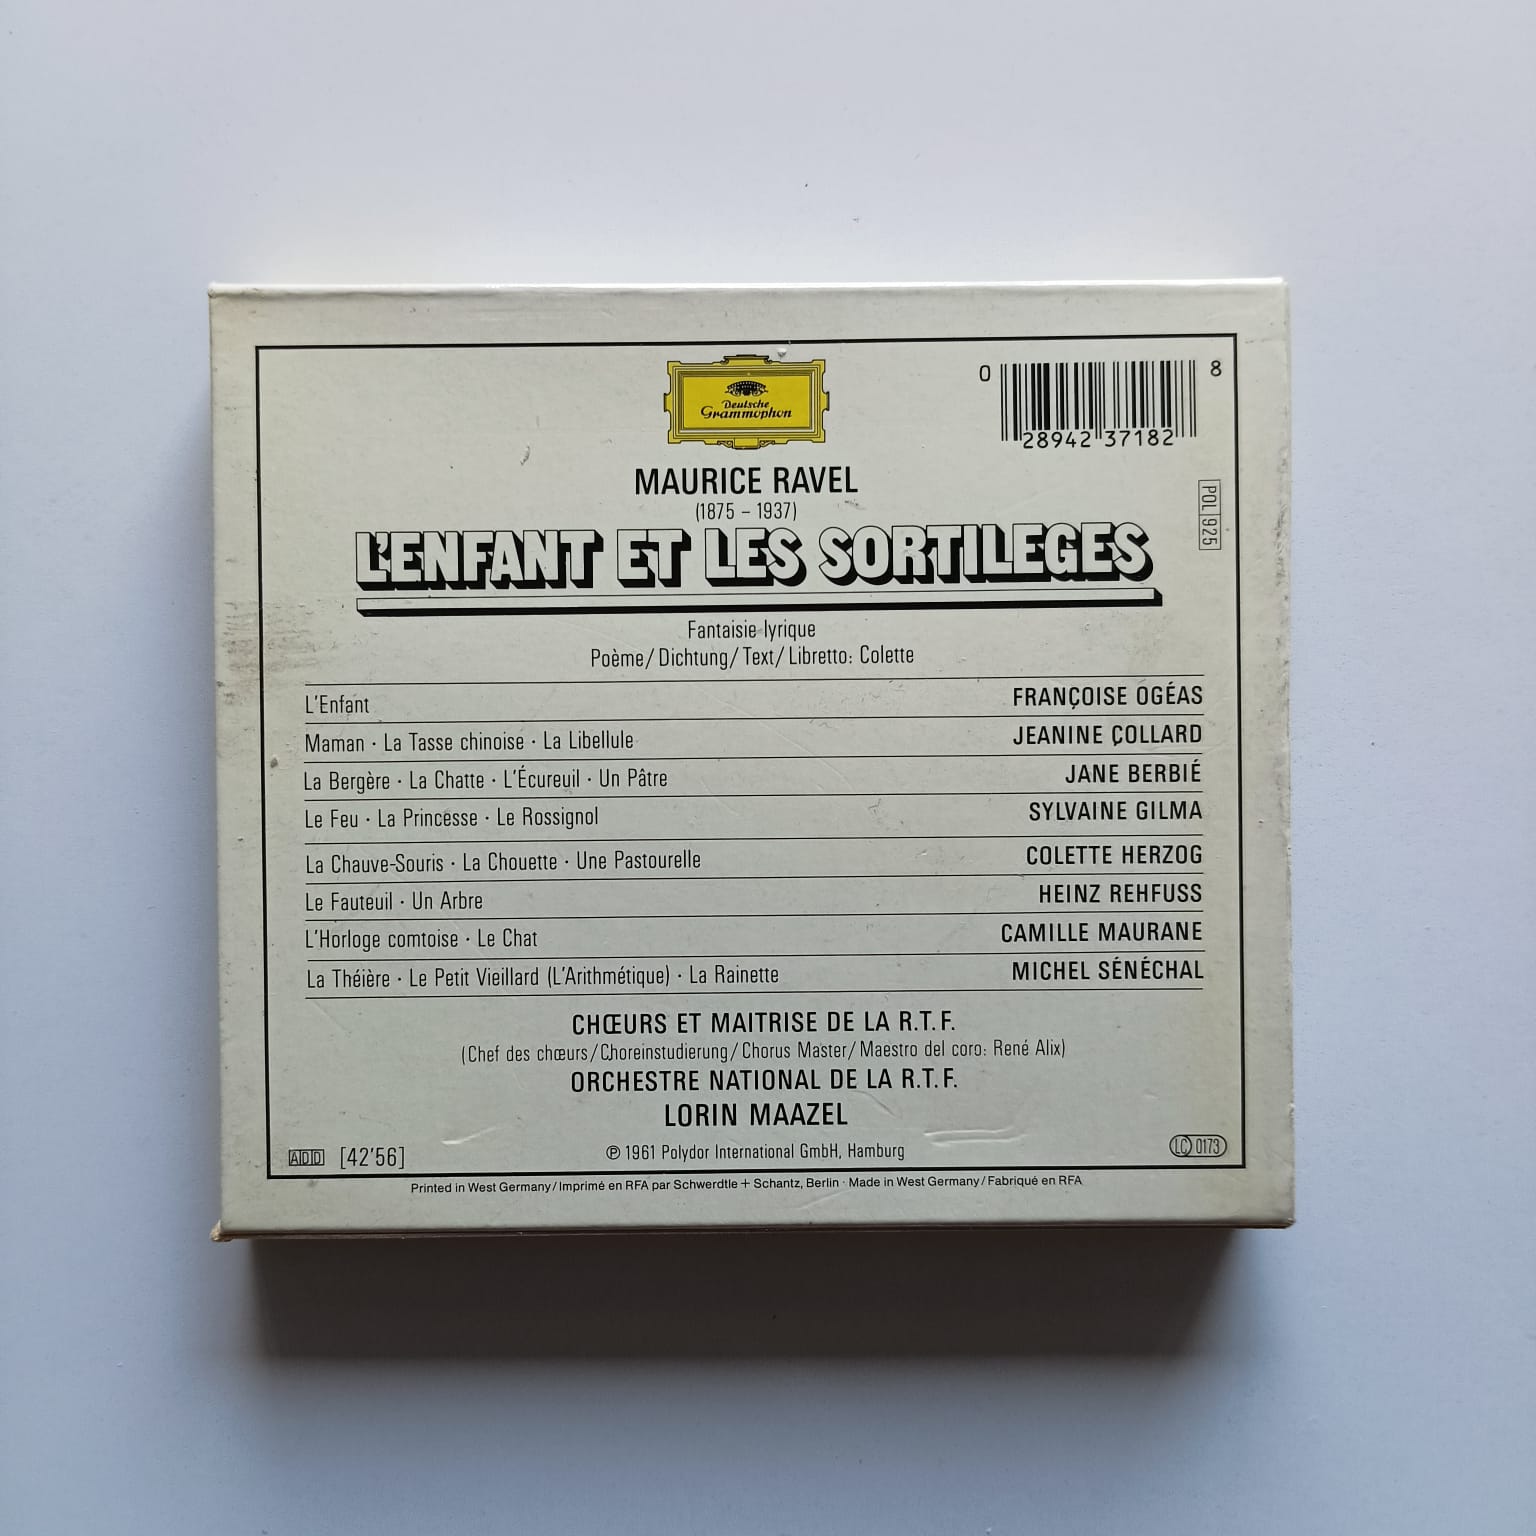 Deutsche
Grammophon
0 28942 37182 8
POL 925
MAURICE RAVEL
(1875 – 1937)
L'ENFANT ET LES SORTILEGES
Fantaisie lyrique
Poème/Dichtung/Text/Libretto: Colette
L'Enfant FRANÇOISE OGÉAS
Maman · La Tasse chinoise · La Libellule JEANINE COLLARD
La Bergère · La Chatte · L'Écureuil · Un Pâtre JANE BERBIÉ
Le Feu · La Princesse · Le Rossignol SYLVAINE GILMA
La Chauve-Souris · La Chouette · Une Pastourelle COLETTE HERZOG
Le Fauteuil · Un Arbre HEINZ REHFUSS
L'Horloge comtoise · Le Chat CAMILLE MAURANE
La Théière · Le Petit Vieillard (L'Arithmétique) · La Rainette MICHEL SÉNÉCHAL
CHŒURS ET MAITRISE DE LA R.T.F.
(Chef des chœurs/Choreinstudierung/Chorus Master/Maestro del coro: René Alix)
ORCHESTRE NATIONAL DE LA R.T.F.
LORIN MAAZEL
ADD [42'56] ℗ 1961 Polydor International GmbH, Hamburg LC 0173
Printed in West Germany/Imprimé en RFA par Schwerdtle + Schantz, Berlin · Made in West Germany/Fabriqué en RFA